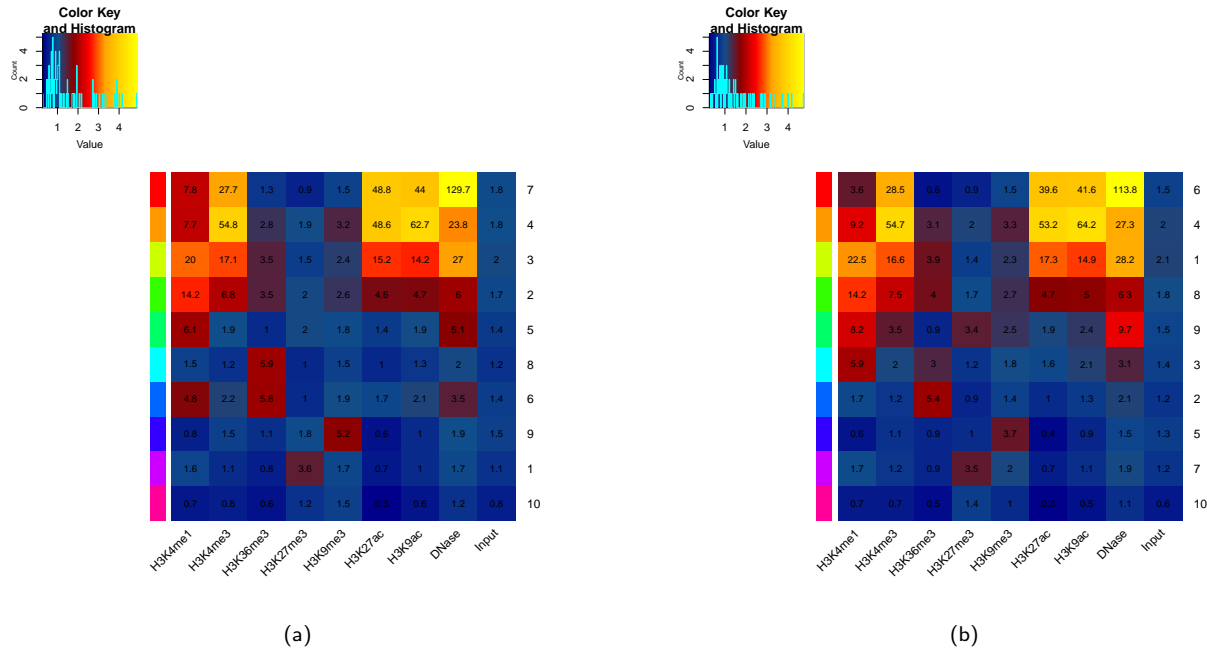 Color Key
and Histogram
Count
0 2 4
1 2 3 4
Value
7.8 27.7 1.3 0.9 1.5 48.8 44 129.7 1.8 7
7.7 54.8 2.8 1.9 3.2 48.6 62.7 23.8 1.8 4
20 17.1 3.5 1.5 2.4 15.2 14.2 27 2 3
14.2 6.8 3.5 2 2.6 4.6 4.7 6 1.7 2
6.1 1.9 1 2 1.8 1.4 1.9 5.1 1.4 5
1.5 1.2 5.9 1 1.5 1 1.3 2 1.2 8
4.8 2.2 5.8 1 1.9 1.7 2.1 3.5 1.4 6
0.8 1.5 1.1 1.8 5.2 0.6 1 1.9 1.5 9
1.6 1.1 0.8 3.6 1.7 0.7 1 1.7 1.1 1
0.7 0.6 0.6 1.2 1.5 0.3 0.6 1.2 0.8 10
H3K4me1 H3K4me3 H3K36me3 H3K27me3 H3K9me3 H3K27ac H3K9ac DNase Input
(a)
Color Key
and Histogram
Count
0 2 4
1 2 3 4
Value
3.6 28.5 0.6 0.9 1.5 39.6 41.6 113.8 1.5 6
9.2 54.7 3.1 2 3.3 53.2 64.2 27.3 2 4
22.5 16.6 3.9 1.4 2.3 17.3 14.9 28.2 2.1 1
14.2 7.5 4 1.7 2.7 4.7 5 6.3 1.8 8
8.2 3.5 0.9 3.4 2.5 1.9 2.4 9.7 1.5 9
5.9 2 3 1.2 1.8 1.6 2.1 3.1 1.4 3
1.7 1.2 5.4 0.9 1.4 1 1.3 2.1 1.2 2
0.6 1.1 0.9 1 3.7 0.4 0.9 1.5 1.3 5
1.7 1.2 0.9 3.5 2 0.7 1.1 1.9 1.2 7
0.7 0.7 0.5 1.4 1 0.3 0.5 1.1 0.6 10
H3K4me1 H3K4me3 H3K36me3 H3K27me3 H3K9me3 H3K27ac H3K9ac DNase Input
(b)